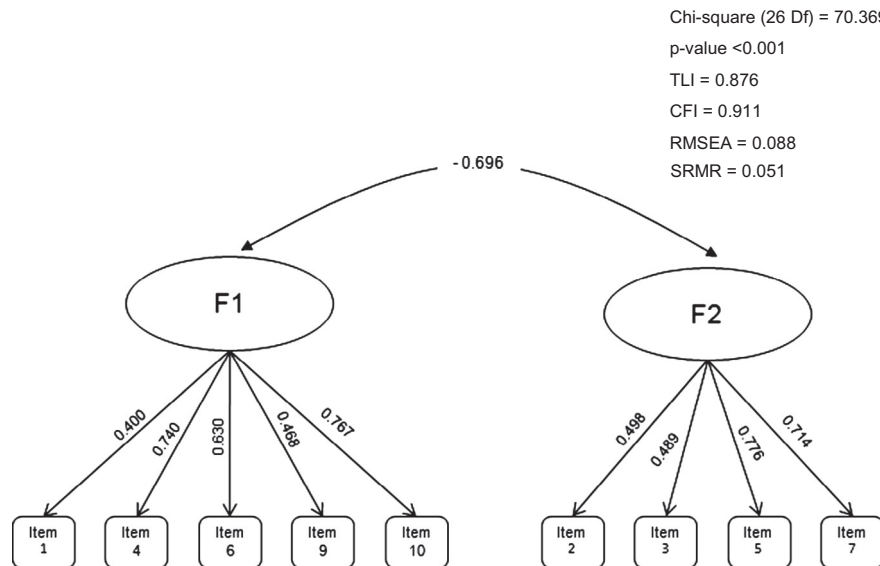 Chi-square (26 Df) = 70.369
p-value <0.001
TLI = 0.876
CFI = 0.911
RMSEA = 0.088
SRMR = 0.051
- 0.696
F1
F2
0.400
0.740
0.630
0.468
0.767
0.498
0.489
0.776
0.714
Item
1
Item
4
Item
6
Item
9
Item
10
Item
2
Item
3
Item
5
Item
7